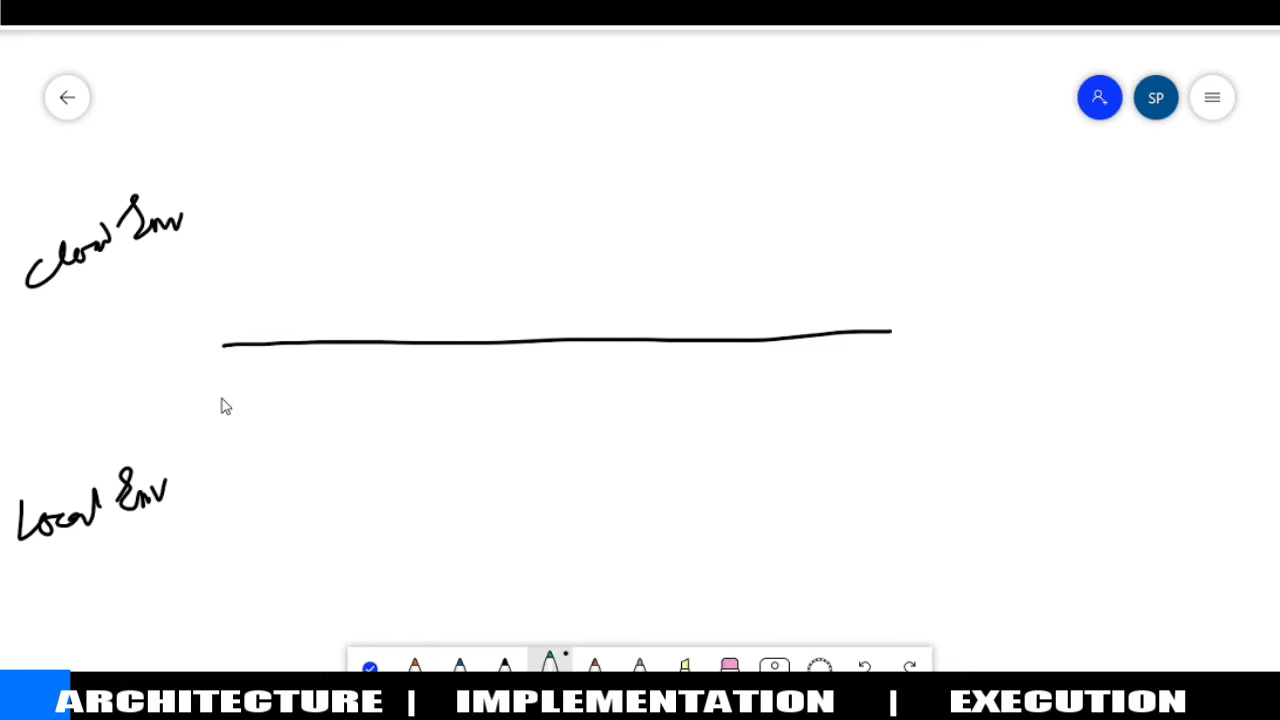 SP
Cloud Env
Local Env
ARCHITECTURE | IMPLEMENTATION | EXECUTION